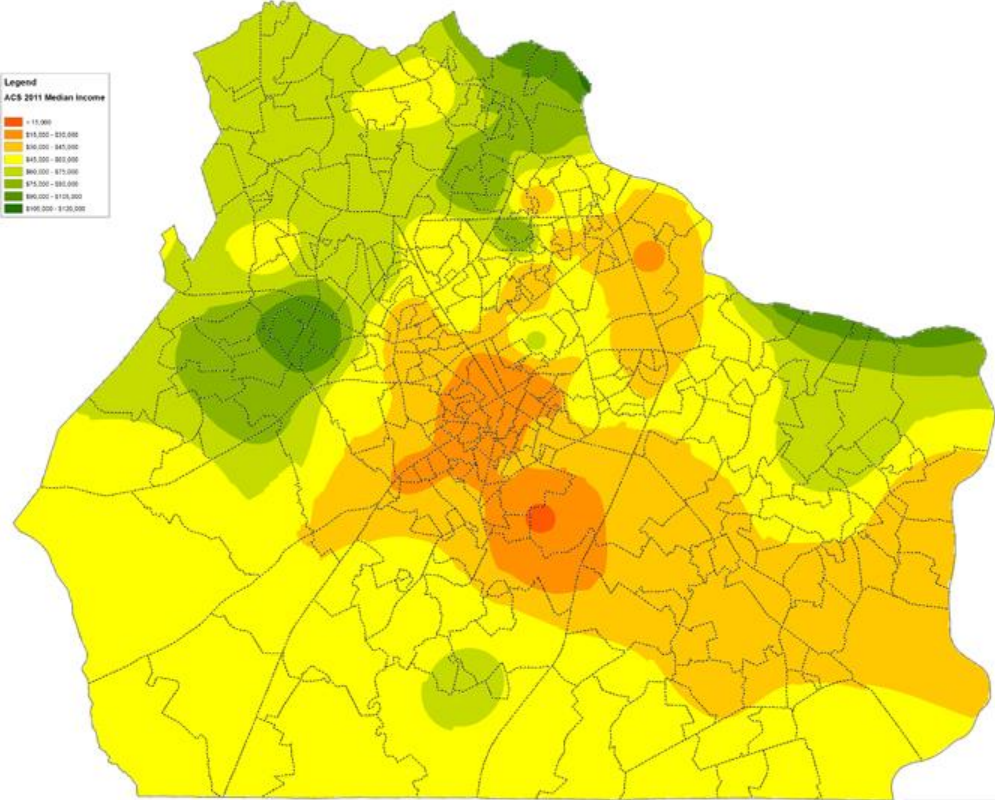 Legend
ACS 2011 Median Income
< 15,000
$15,000 - $30,000
$30,000 - $45,000
$45,000 - $60,000
$60,000 - $75,000
$75,000 - $90,000
$90,000 - $105,000
$105,000 - $120,000